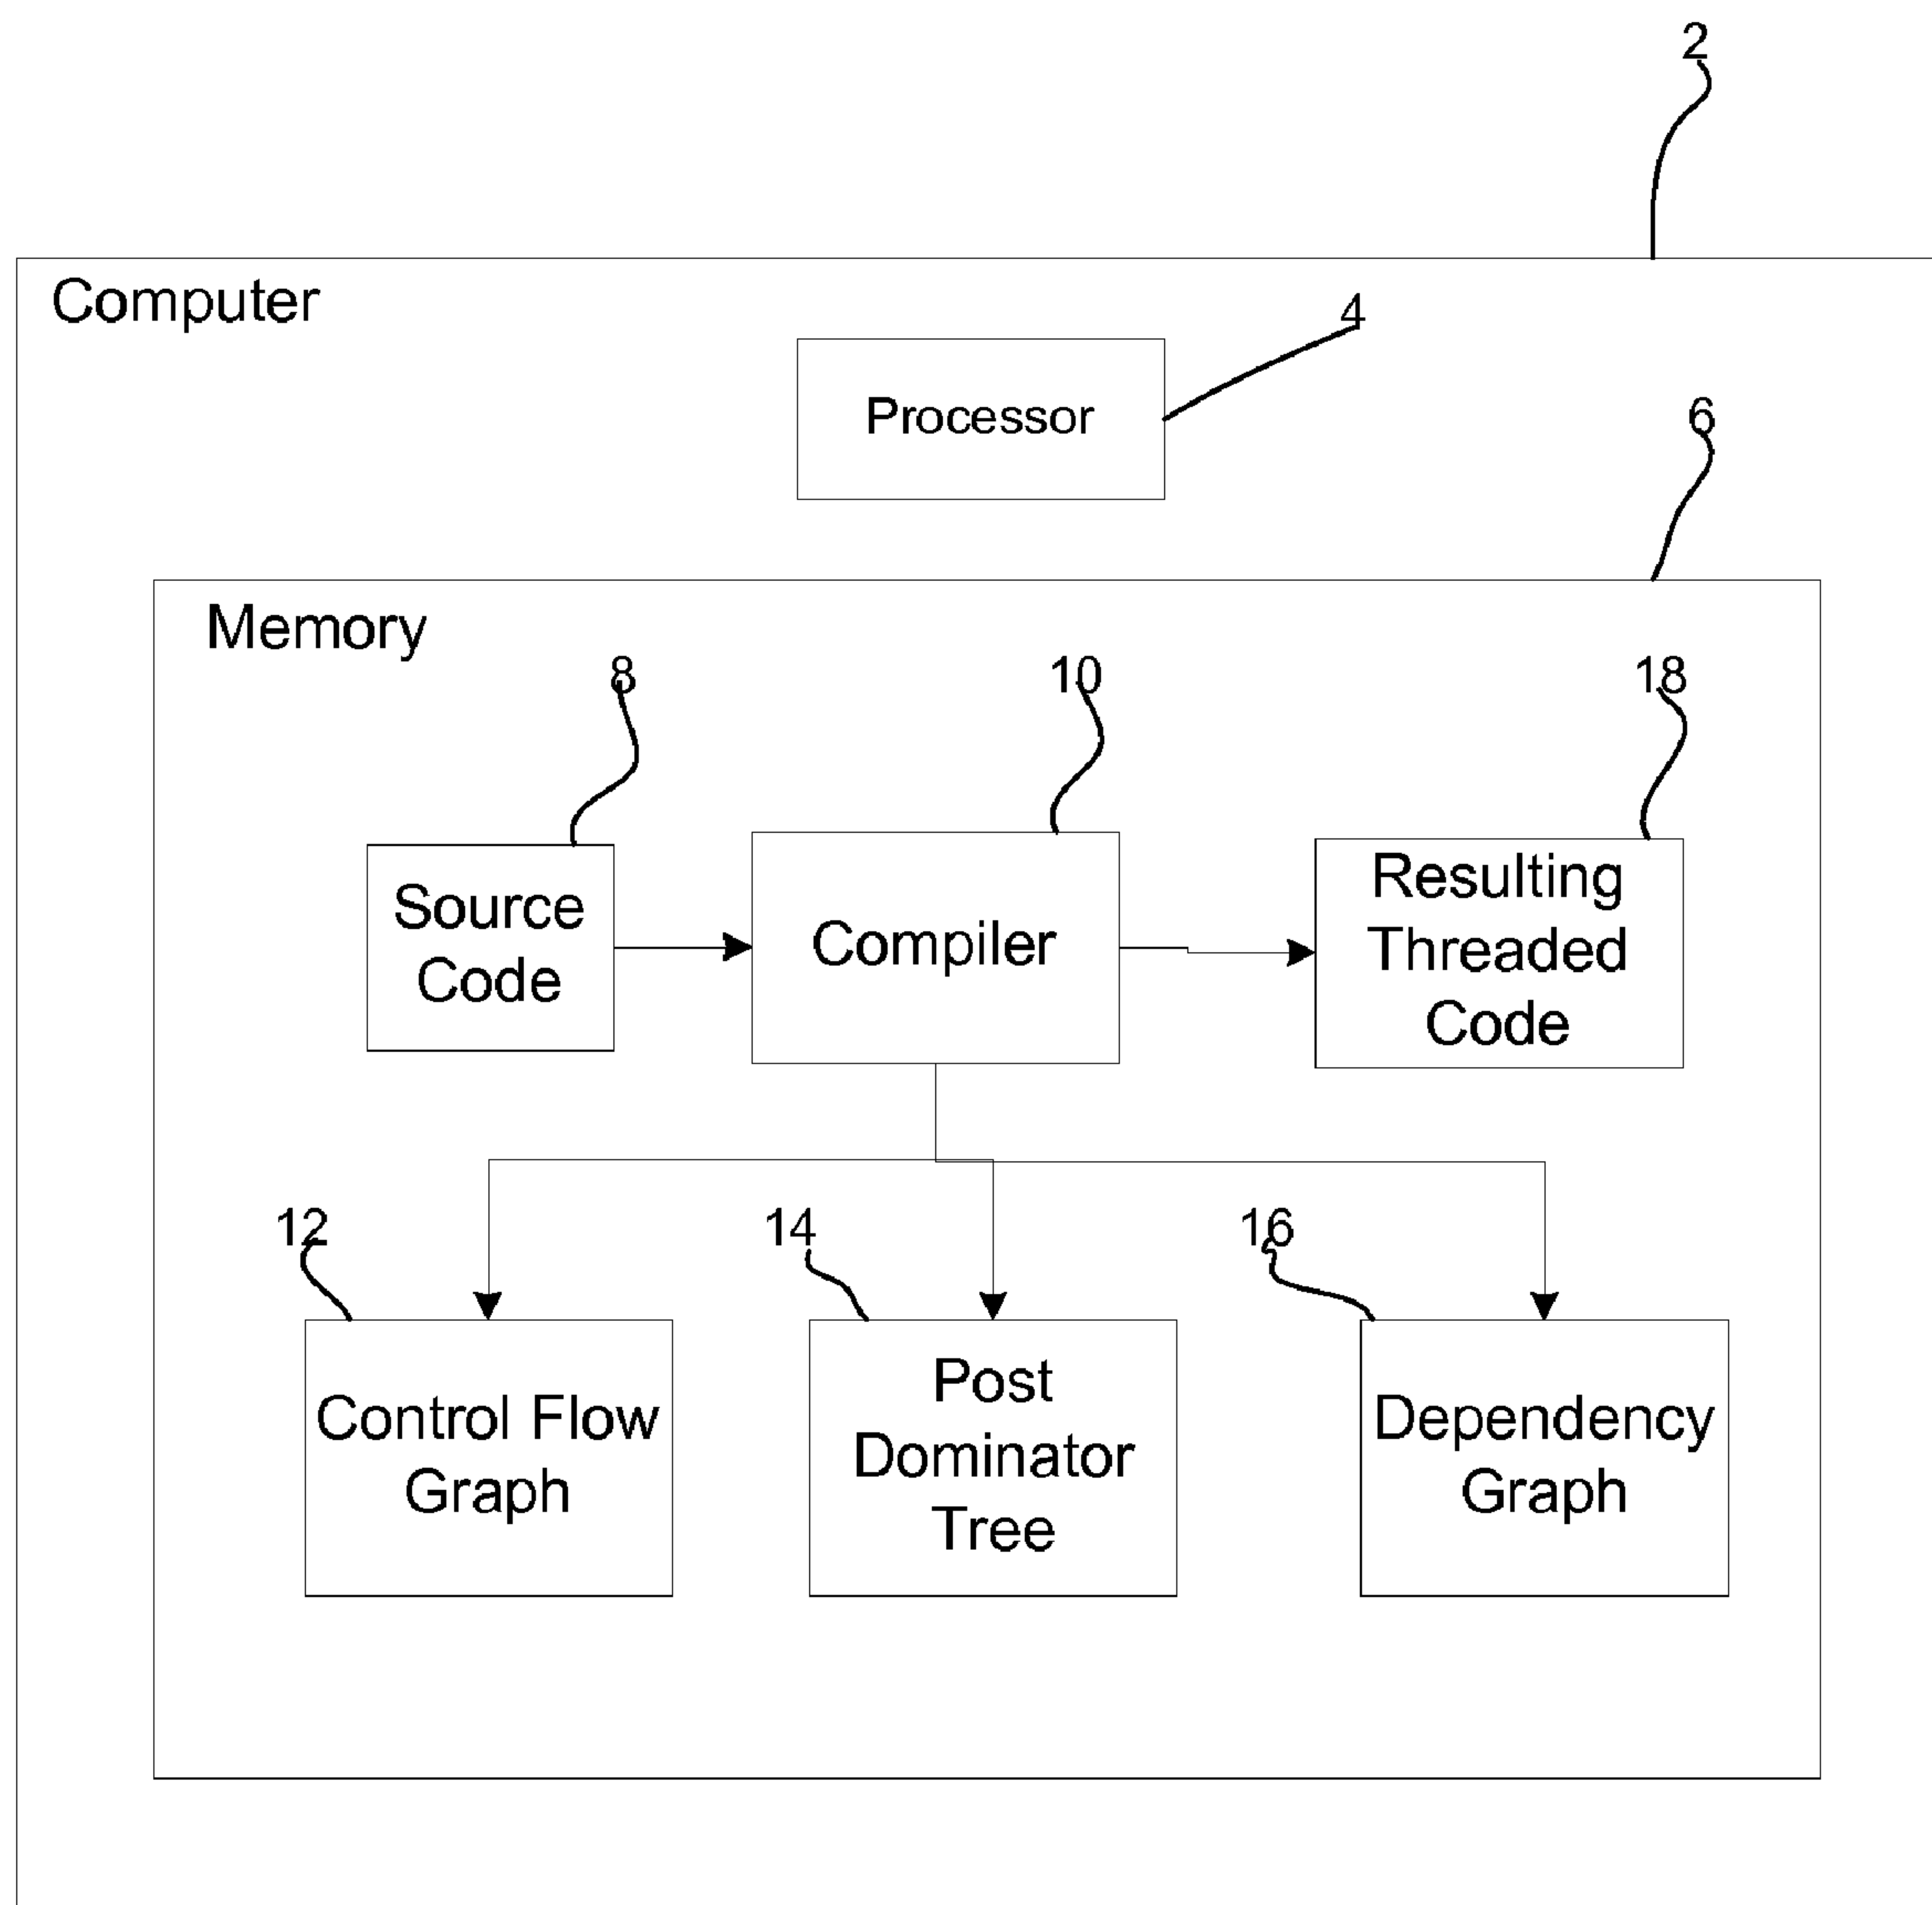 2
Computer
4
Processor
6
Memory
8
10
18
Source
Code
Compiler
Resulting
Threaded
Code
12
14
16
Control Flow
Graph
Post
Dominator
Tree
Dependency
Graph